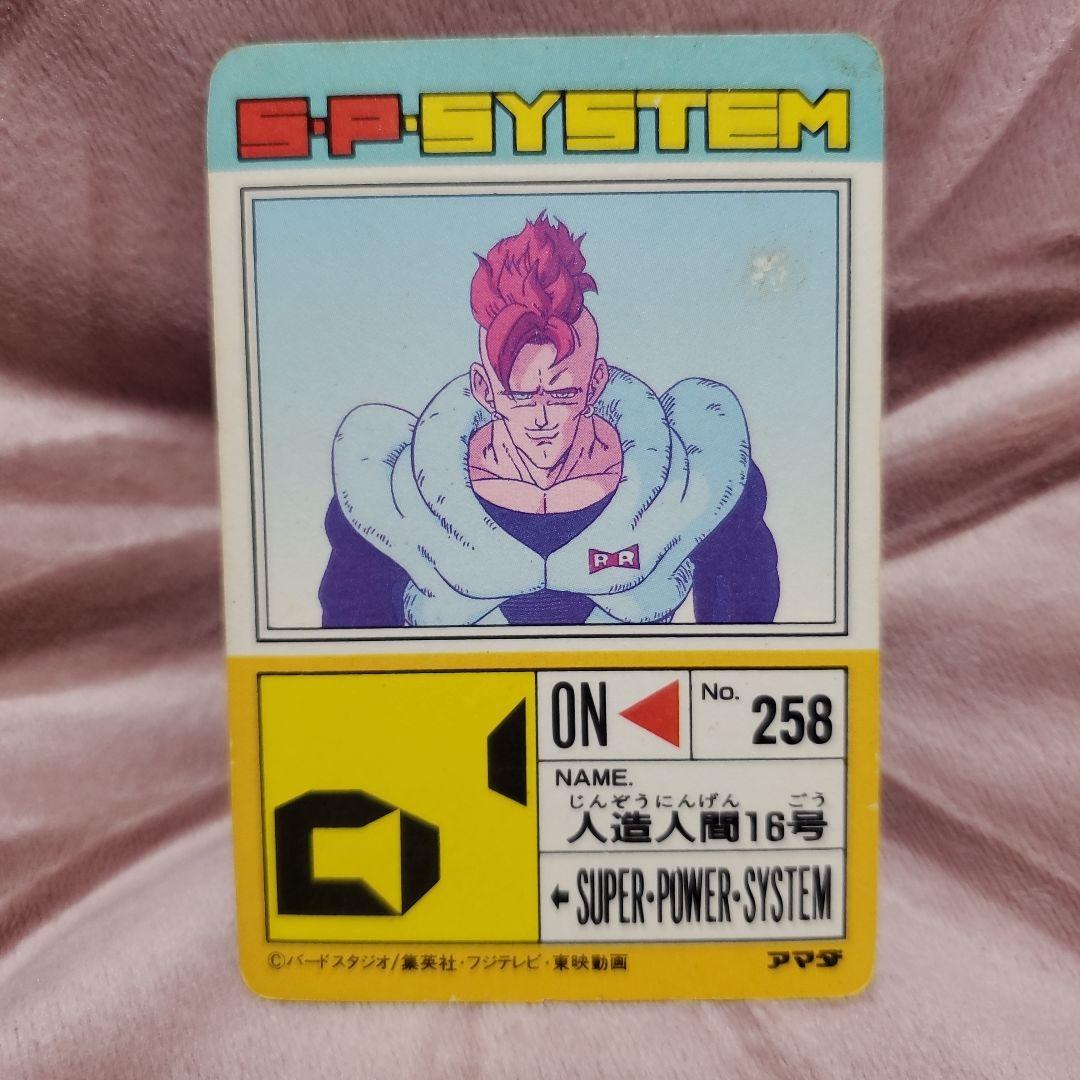 S・P・SYSTEM
R R
ON
No. 258
NAME.
じんぞうにんげん ごう
人造人間16号
←SUPER・POWER・SYSTEM
©バードスタジオ/集英社・フジテレビ・東映動画
アマダ